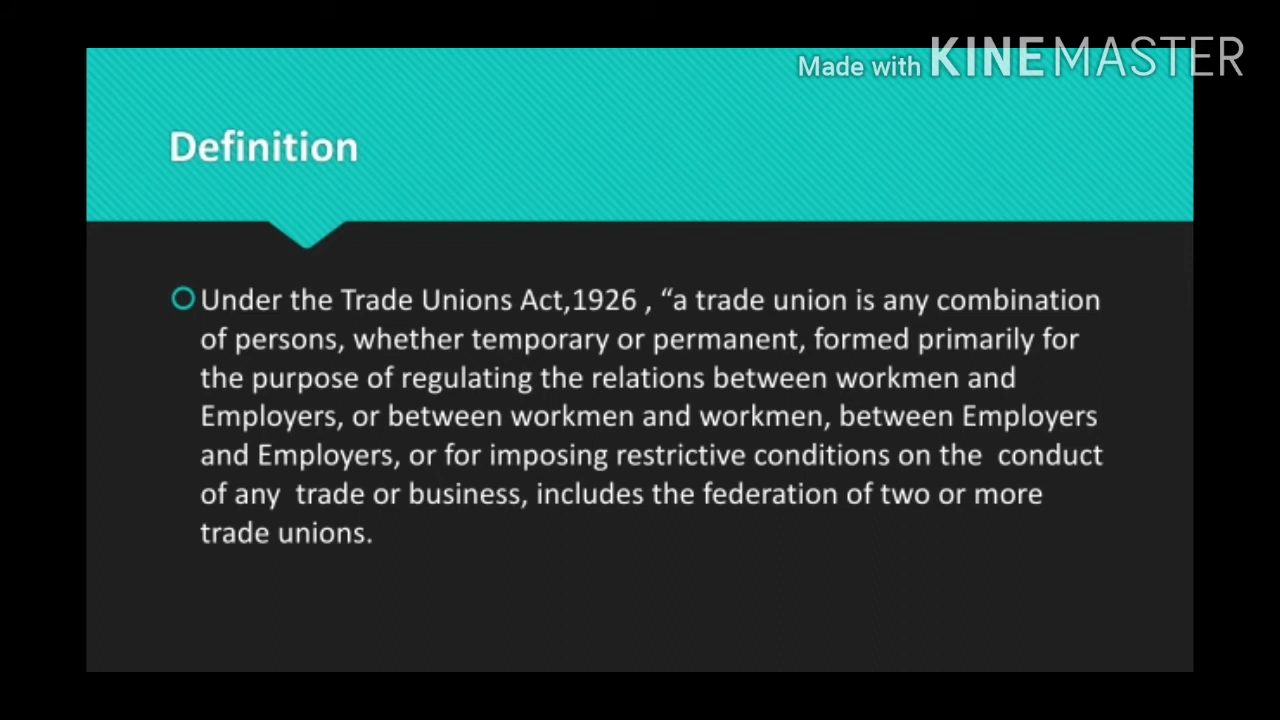 Made with KINEMASTER
Definition
Under the Trade Unions Act,1926 , “a trade union is any combination
of persons, whether temporary or permanent, formed primarily for
the purpose of regulating the relations between workmen and
Employers, or between workmen and workmen, between Employers
and Employers, or for imposing restrictive conditions on the  conduct
of any  trade or business, includes the federation of two or more
trade unions.